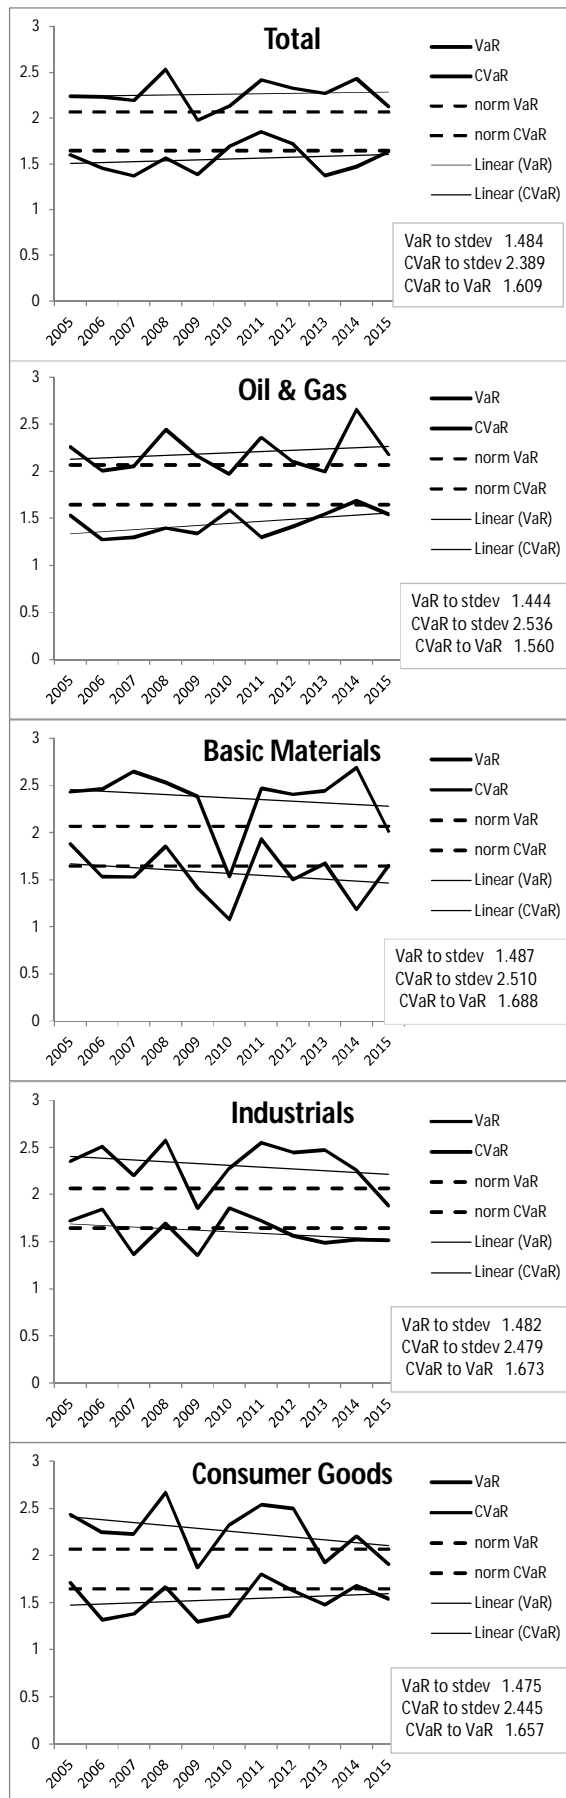 Total
3
2.5
2
1.5
1
0.5
0
2005 2006 2007 2008 2009 2010 2011 2012 2013 2014 2015
VaR
CVaR
norm VaR
norm CVaR
Linear (VaR)
Linear (CVaR)
VaR to stdev 1.484
CVaR to stdev 2.389
CVaR to VaR 1.609
Oil & Gas
3
2.5
2
1.5
1
0.5
0
2005 2006 2007 2008 2009 2010 2011 2012 2013 2014 2015
VaR
CVaR
norm VaR
norm CVaR
Linear (VaR)
Linear (CVaR)
VaR to stdev 1.444
CVaR to stdev 2.536
CVaR to VaR 1.560
Basic Materials
3
2.5
2
1.5
1
0.5
0
2005 2006 2007 2008 2009 2010 2011 2012 2013 2014 2015
VaR
CVaR
norm VaR
norm CVaR
Linear (VaR)
Linear (CVaR)
VaR to stdev 1.487
CVaR to stdev 2.510
CVaR to VaR 1.688
Industrials
3
2.5
2
1.5
1
0.5
0
2005 2006 2007 2008 2009 2010 2011 2012 2013 2014 2015
VaR
CVaR
norm VaR
norm CVaR
Linear (VaR)
Linear (CVaR)
VaR to stdev 1.482
CVaR to stdev 2.479
CVaR to VaR 1.673
Consumer Goods
3
2.5
2
1.5
1
0.5
0
2005 2006 2007 2008 2009 2010 2011 2012 2013 2014 2015
VaR
CVaR
norm VaR
norm CVaR
Linear (VaR)
Linear (CVaR)
VaR to stdev 1.475
CVaR to stdev 2.445
CVaR to VaR 1.657